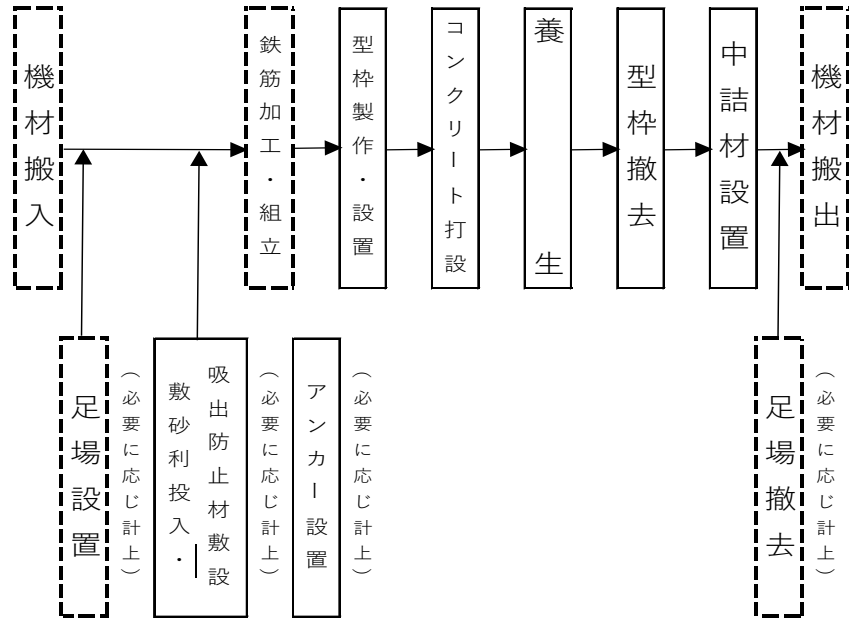 機材搬入
鉄筋加工・組立
型枠製作・設置
コンクリート打設
養生
型枠撤去
中詰材設置
機材搬出
足場設置
(必要に応じ計上)
吸出防止材敷設
敷砂利投入・
(必要に応じ計上)
アンカー設置
(必要に応じ計上)
足場撤去
(必要に応じ計上)